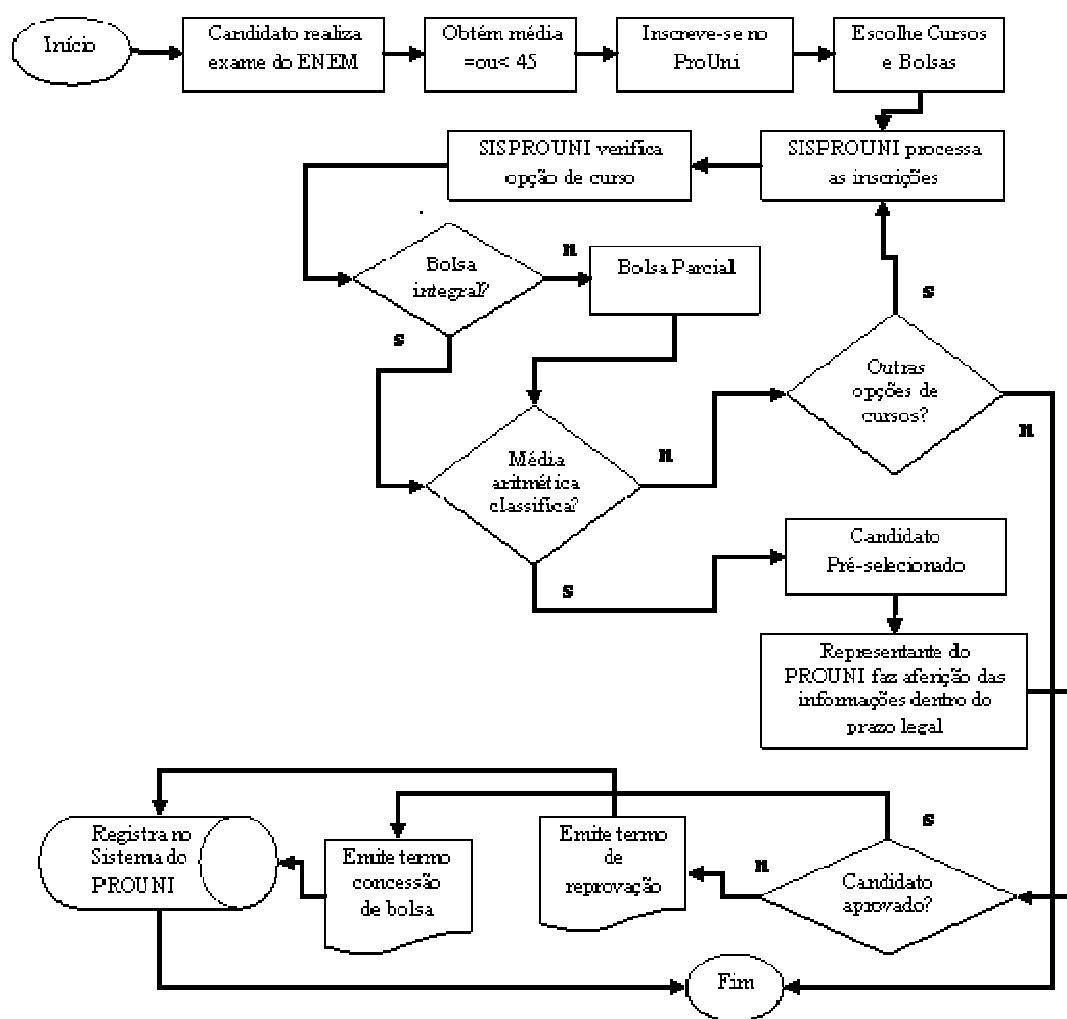 Início
Candidato realiza
exame do ENEM
Obtém média
=ou< 45
Inscreve-se no
ProUni
Escolhe Cursos
e Bolsas
SISPROUNI verifica
opção de curso
SISPROUNI processa
as inscrições
Bolsa
integral?
n
Bolsa Parcial
s
s
Outras
opções de
cursos?
n
Média
aritmética
classifica?
n
s
Candidato
Pré-selecionado
Representante do
PROUNI faz aferição das
informações dentro do
prazo legal
Registra no
Sistema do
PROUNI
Emite termo
concessão
de bolsa
Emite termo
de
reprovação
n
s
Candidato
aprovado?
Fim